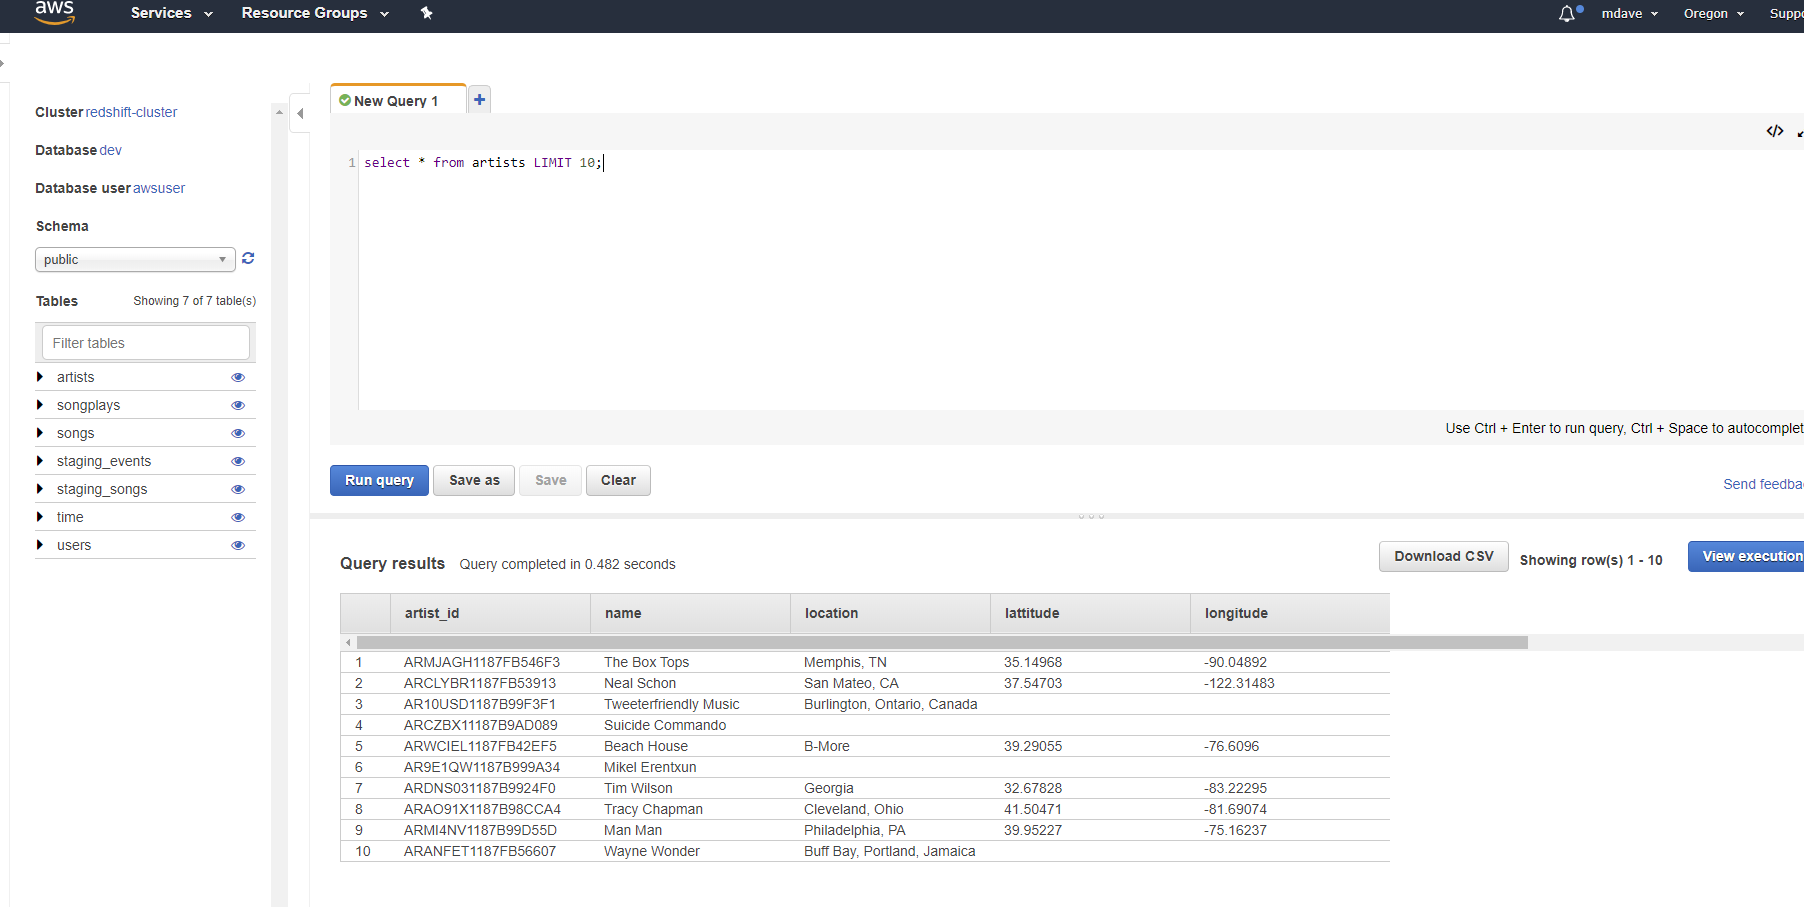 aws Services Resource Groups mdave Oregon Suppo
Cluster redshift-cluster
Database dev
Database user awsuser
Schema
public
Tables Showing 7 of 7 table(s)
Filter tables
artists
songplays
songs
staging_events
staging_songs
time
users
New Query 1 +
</>
1 select * from artists LIMIT 10;
Use Ctrl + Enter to run query, Ctrl + Space to autocomplet
Run query Save as Save Clear
Send feedba
Query results Query completed in 0.482 seconds
Download CSV Showing row(s) 1 - 10 View execution
artist_id name location lattitude longitude
1 ARMJAGH1187FB546F3 The Box Tops Memphis, TN 35.14968 -90.04892
2 ARCLYBR1187FB53913 Neal Schon San Mateo, CA 37.54703 -122.31483
3 AR10USD1187B99F3F1 Tweeterfriendly Music Burlington, Ontario, Canada
4 ARCZBX11187B9AD089 Suicide Commando
5 ARWCIEL1187FB42EF5 Beach House B-More 39.29055 -76.6096
6 AR9E1QW1187B999A34 Mikel Erentxun
7 ARDNS031187B9924F0 Tim Wilson Georgia 32.67828 -83.22295
8 ARAO91X1187B98CCA4 Tracy Chapman Cleveland, Ohio 41.50471 -81.69074
9 ARMI4NV1187B99D55D Man Man Philadelphia, PA 39.95227 -75.16237
10 ARANFET1187FB56607 Wayne Wonder Buff Bay, Portland, Jamaica